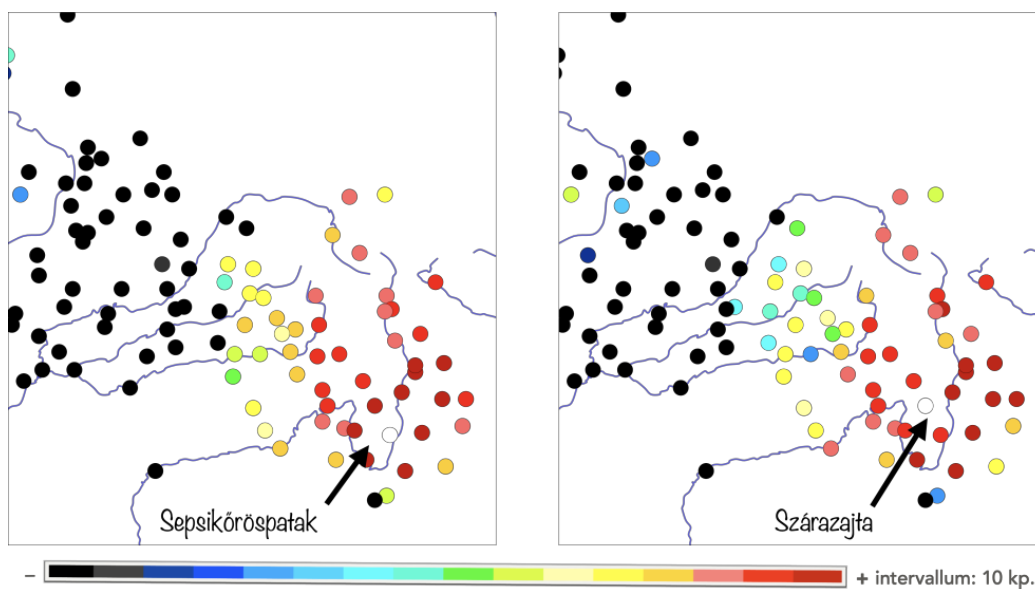 Sepsikőröspatak
Szárazajta
– + intervallum: 10 kp.